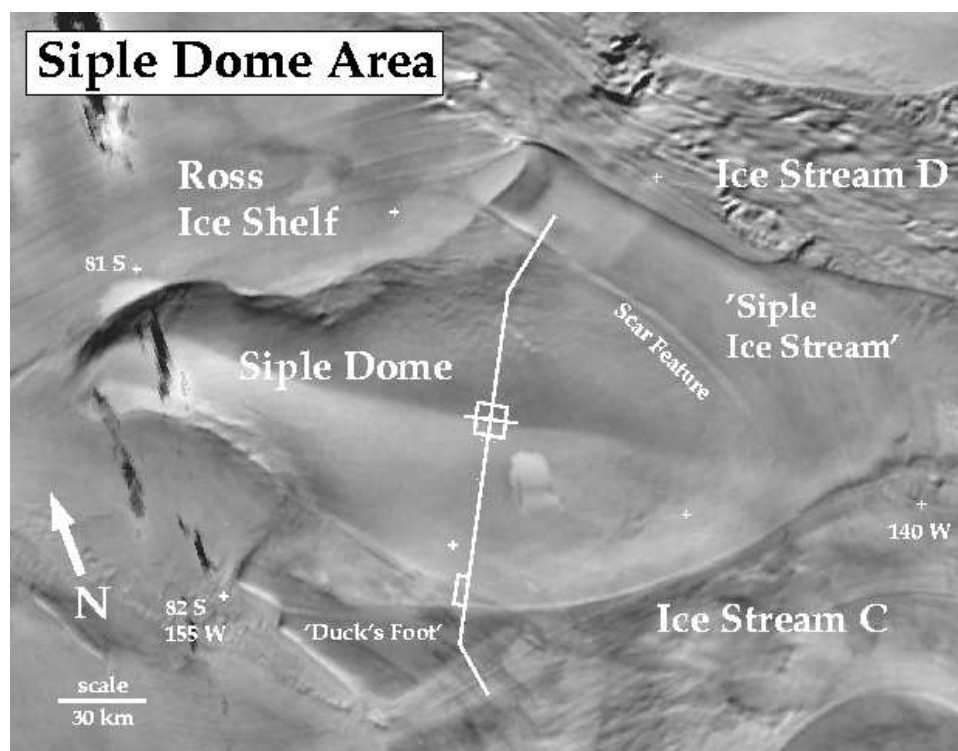 Siple Dome Area
Ross
Ice Shelf
Ice Stream D
81 S
'Siple
Ice Stream'
Scar Feature
Siple Dome
140 W
N
82 S
155 W
'Duck's Foot'
Ice Stream C
scale
30 km